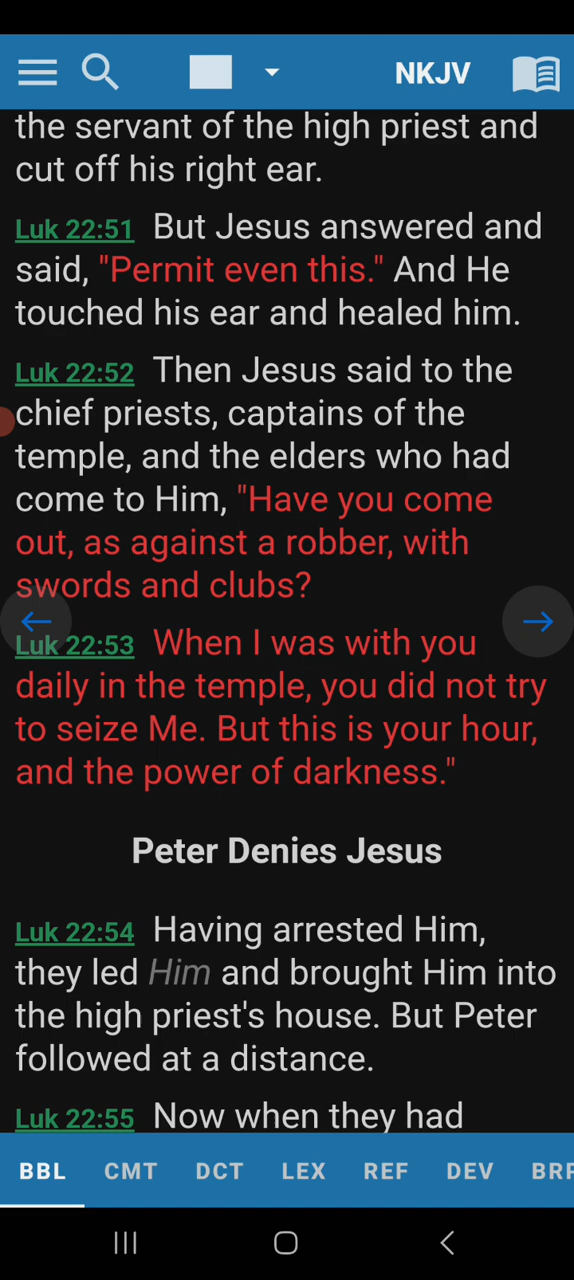 NKJV
the servant of the high priest and
cut off his right ear.
Luk 22:51 But Jesus answered and
said, "Permit even this." And He
touched his ear and healed him.
Luk 22:52 Then Jesus said to the
chief priests, captains of the
temple, and the elders who had
come to Him, "Have you come
out, as against a robber, with
swords and clubs?
Luk 22:53 When I was with you
daily in the temple, you did not try
to seize Me. But this is your hour,
and the power of darkness."
Peter Denies Jesus
Luk 22:54 Having arrested Him,
they led Him and brought Him into
the high priest's house. But Peter
followed at a distance.
Luk 22:55 Now when they had
BBL CMT DCT LEX REF DEV BRP